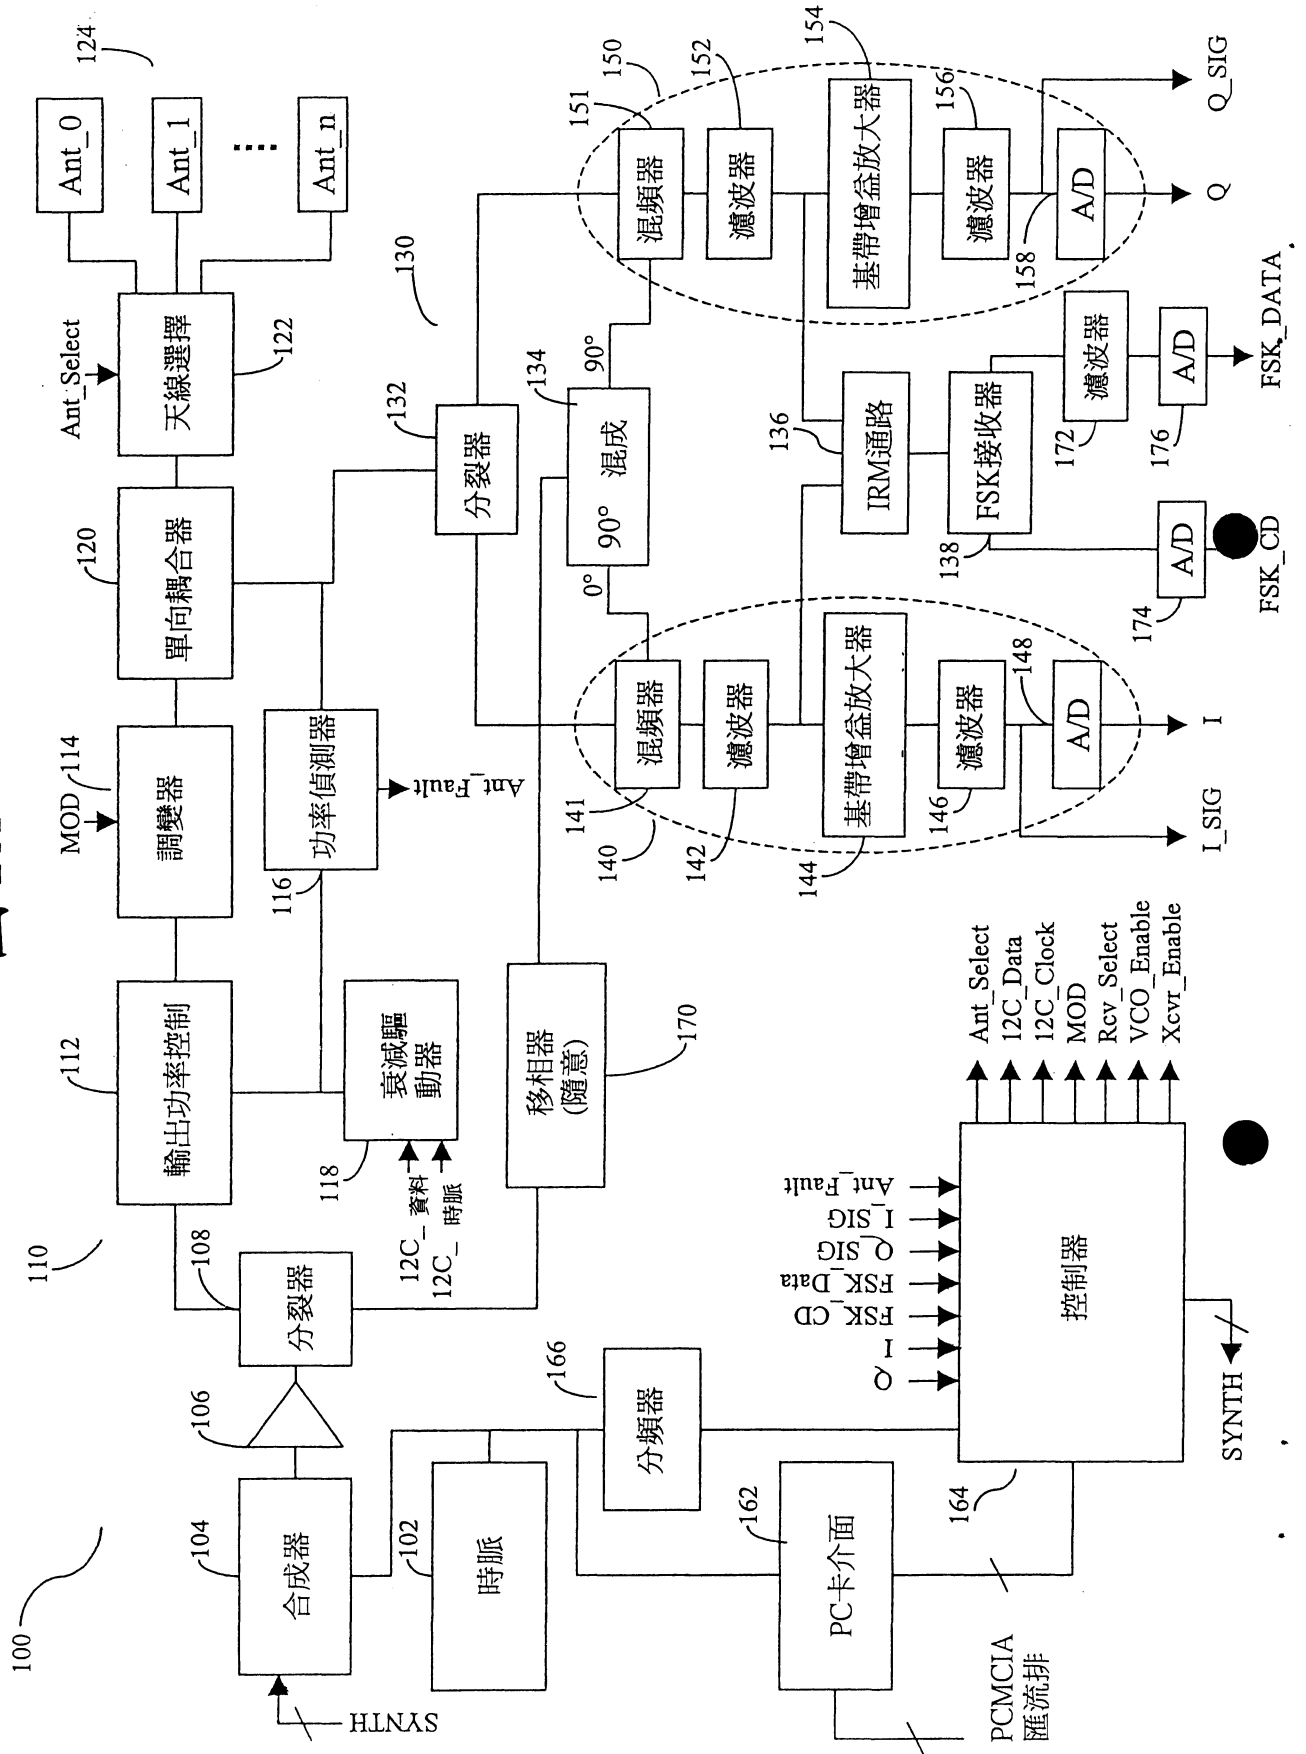 100
110
124
SYNTH
合成器
104
106
分裂器
108
輸出功率控制
112
MOD
調變器
114
單向耦合器
120
Ant_Select
天線選擇
122
Ant_0
Ant_1
Ant_n
時脈
102
衰減驅
動器
118
12C_資料
12C_時脈
功率偵測器
116
Ant_Fault
移相器
(隨意)
170
130
分裂器
132
90° 混成
134
0°
90°
140
混頻器
141
濾波器
142
基帶增益放大器
144
濾波器
146
148
A/D
I_SIG
I
150
混頻器
151
濾波器
152
基帶增益放大器
154
濾波器
156
158
A/D
Q
Q_SIG
IRM通路
136
FSK接收器
138
濾波器
172
A/D
174
A/D
176
FSK_CD
FSK_DATA
分頻器
166
PC卡介面
162
PCMCIA
匯流排
控制器
164
SYNTH
Q
I
FSK_CD
FSK_Data
Q_SIG
I_SIG
Ant_Fault
Ant_Select
12C_Data
12C_Clock
MOD
Rcv_Select
VCO_Enable
Xcvr_Enable